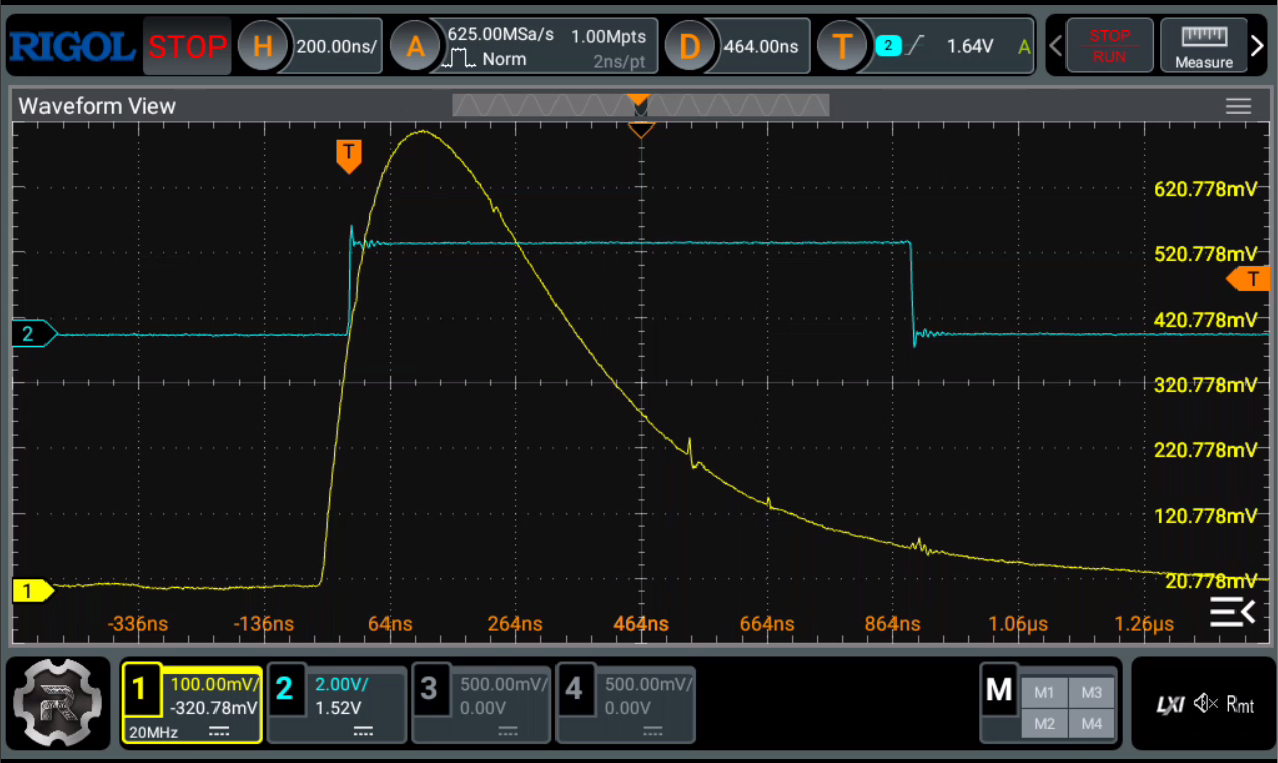 RIGOL STOP H 200.00ns/ A 625.00MSa/s 1.00Mpts D 464.00ns T 2 1.64V A STOP
Norm 2ns/pt RUN Measure
Waveform View
T
620.778mV
520.778mV
T
2 420.778mV
320.778mV
220.778mV
120.778mV
1 20.778mV
-336ns -136ns 64ns 264ns 464ns 664ns 864ns 1.06µs 1.26µs
R 1 100.00mV/ 2 2.00V/ 3 500.00mV/ 4 500.00mV/ M M1 M3
-320.78mV 1.52V 0.00V 0.00V LXI Rmt
20MHz M2 M4